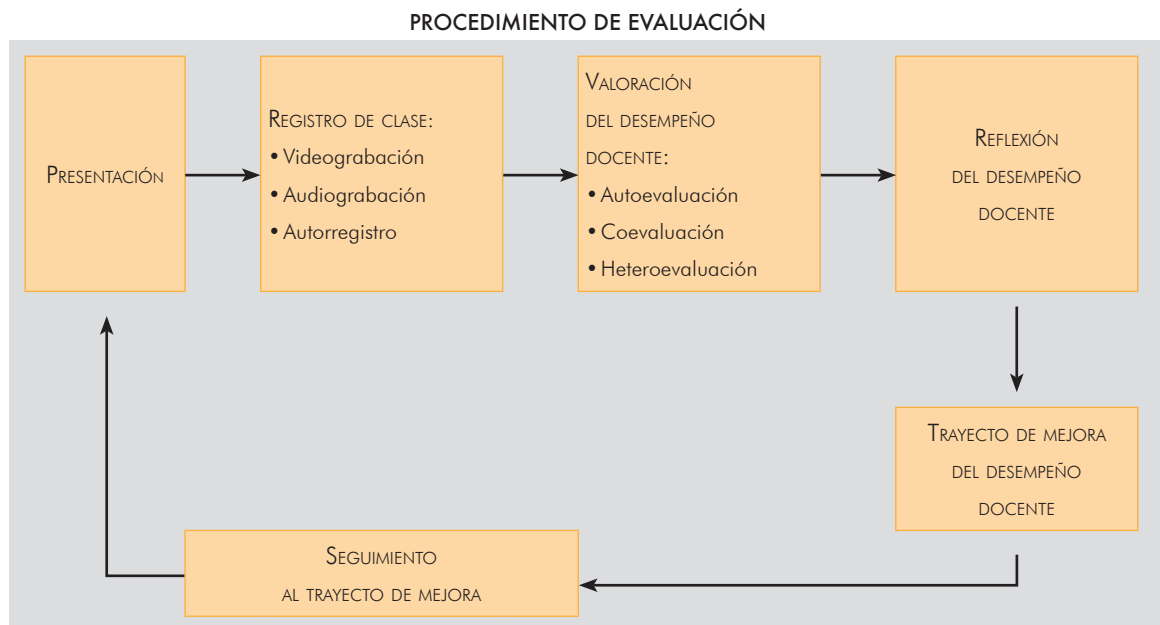 PROCEDIMIENTO DE EVALUACIÓN
PRESENTACIÓN
REGISTRO DE CLASE:
• Videograbación
• Audiograbación
• Autorregistro
VALORACIÓN
DEL DESEMPEÑO
DOCENTE:
• Autoevaluación
• Coevaluación
• Heteroevaluación
REFLEXIÓN
DEL DESEMPEÑO
DOCENTE
TRAYECTO DE MEJORA
DEL DESEMPEÑO
DOCENTE
SEGUIMIENTO
AL TRAYECTO DE MEJORA